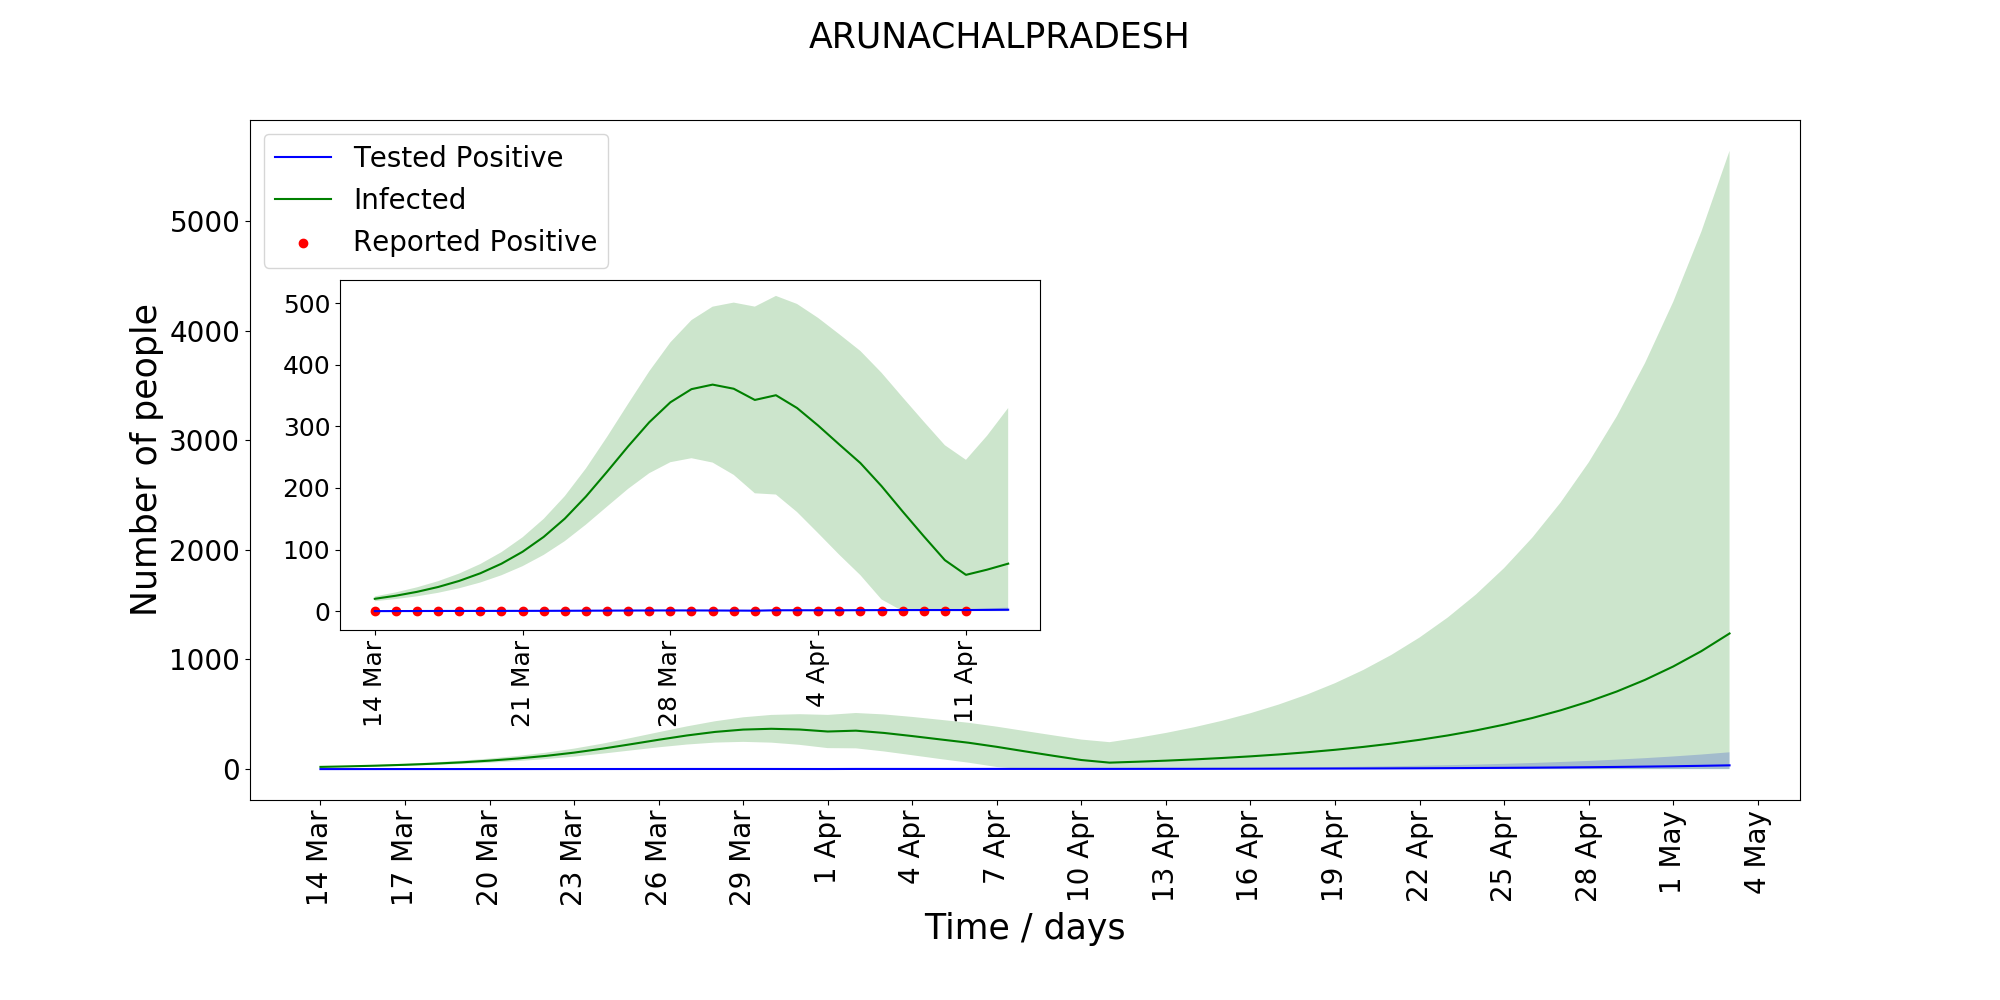 ARUNACHALPRADESH
Tested Positive
Infected
Reported Positive
Number of people
5000
4000
3000
2000
1000
0
500
400
300
200
100
0
14 Mar
21 Mar
28 Mar
4 Apr
11 Apr
14 Mar
17 Mar
20 Mar
23 Mar
26 Mar
29 Mar
1 Apr
4 Apr
7 Apr
10 Apr
13 Apr
16 Apr
19 Apr
22 Apr
25 Apr
28 Apr
1 May
4 May
Time / days